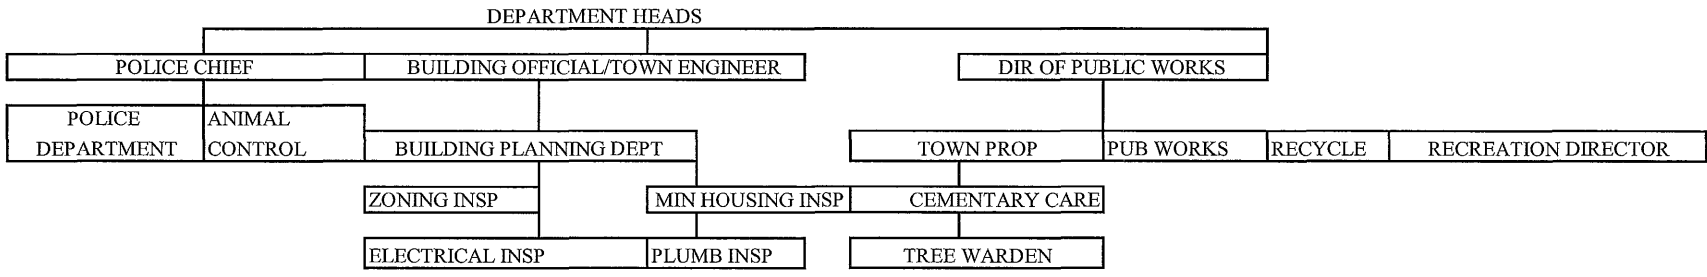 DEPARTMENT HEADS
POLICE CHIEF
BUILDING OFFICIAL/TOWN ENGINEER
DIR OF PUBLIC WORKS
POLICE
DEPARTMENT
ANIMAL
CONTROL
BUILDING PLANNING DEPT
TOWN PROP
PUB WORKS
RECYCLE
RECREATION DIRECTOR
ZONING INSP
MIN HOUSING INSP
CEMENTARY CARE
ELECTRICAL INSP
PLUMB INSP
TREE WARDEN